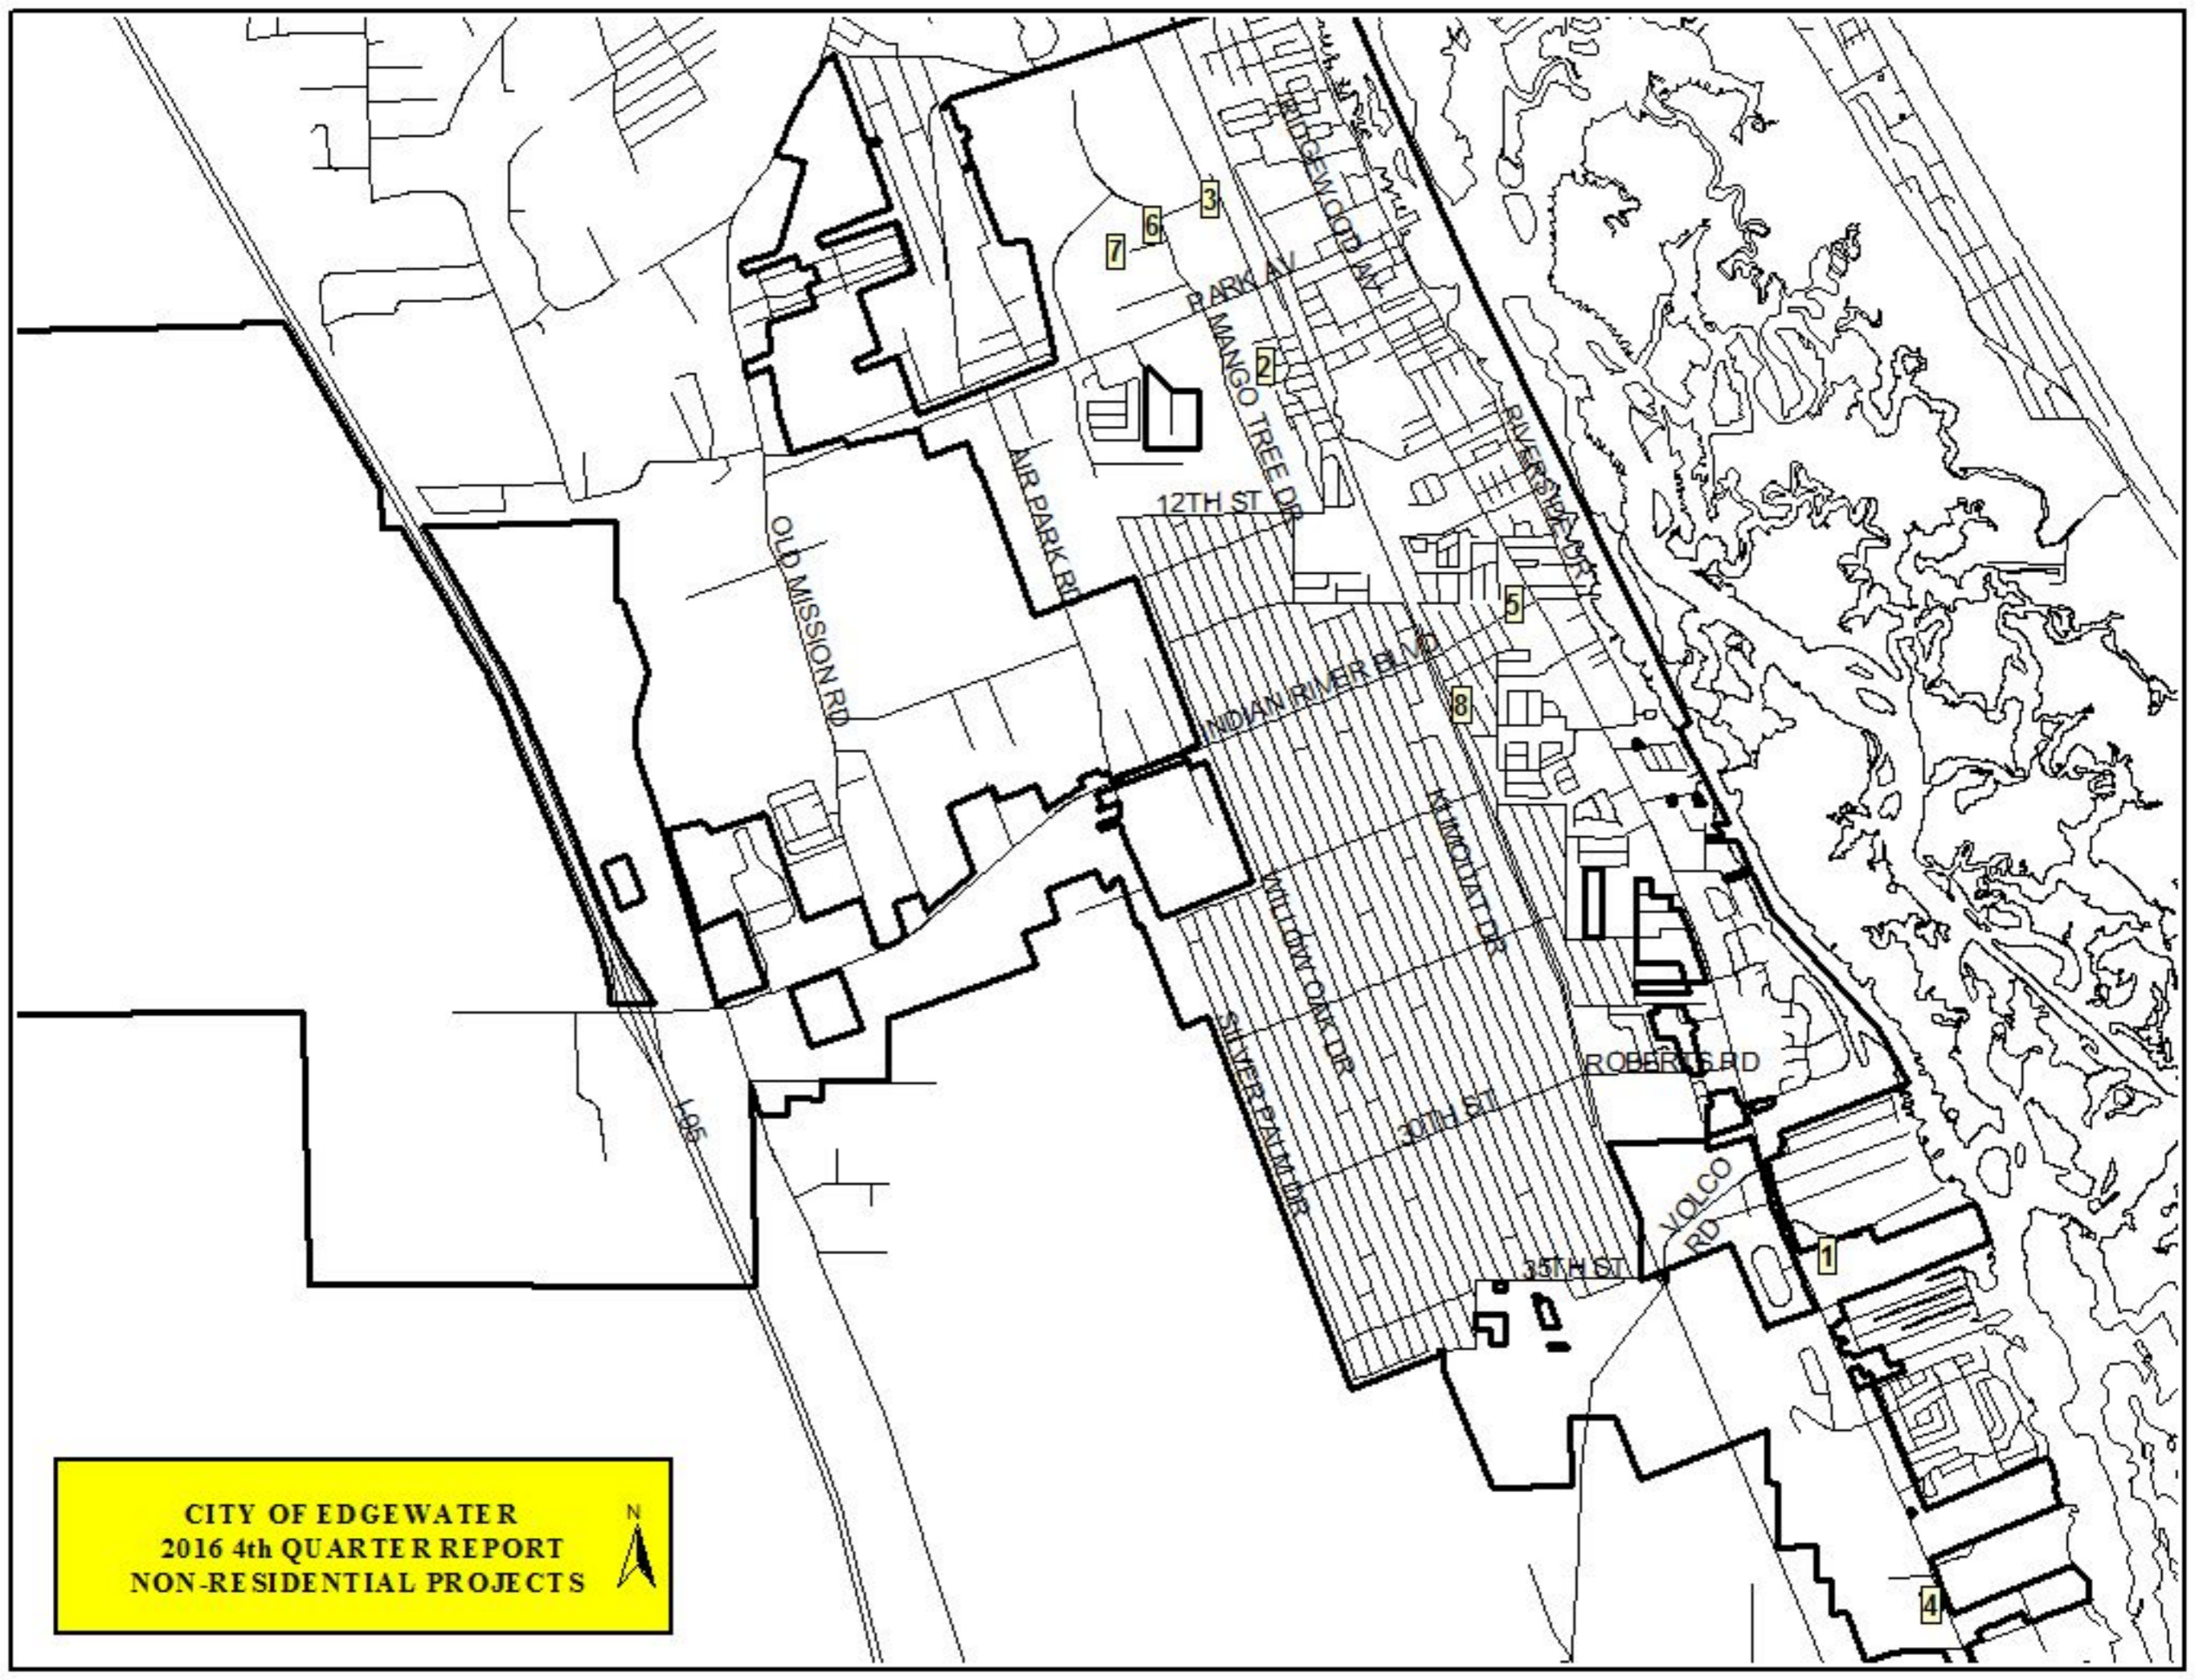 RIDGEWOOD AV
3
6
7
PARK AV
MANGO TREE DR
2
RIVERSIDE DR
AIR PARK RD
12TH ST
OLD MISSION RD
5
INDIAN RIVER BLVD
8
KUMQUAT DR
WILLOW OAK DR
SILVER PALM DR
ROBERTS RD
I-95
30TH ST
VOLCO
RD
1
35TH ST
4
CITY OF EDGEWATER
2016 4th QUARTER REPORT
NON-RESIDENTIAL PROJECTS
N